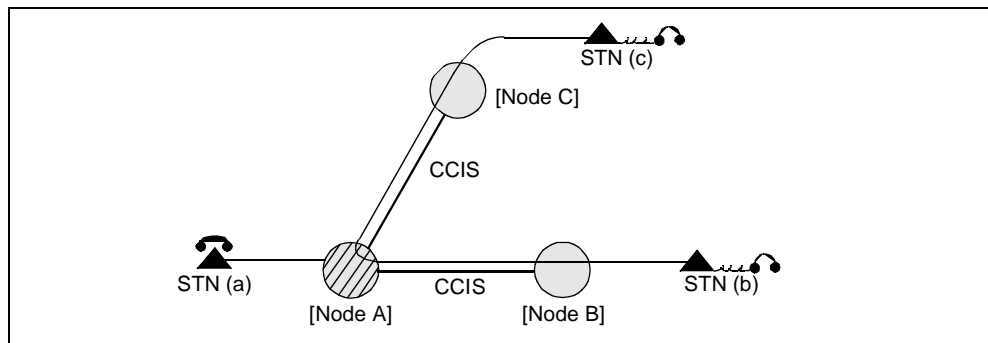 STN (c)
[Node C]
CCIS
STN (a)
CCIS
STN (b)
[Node A]
[Node B]